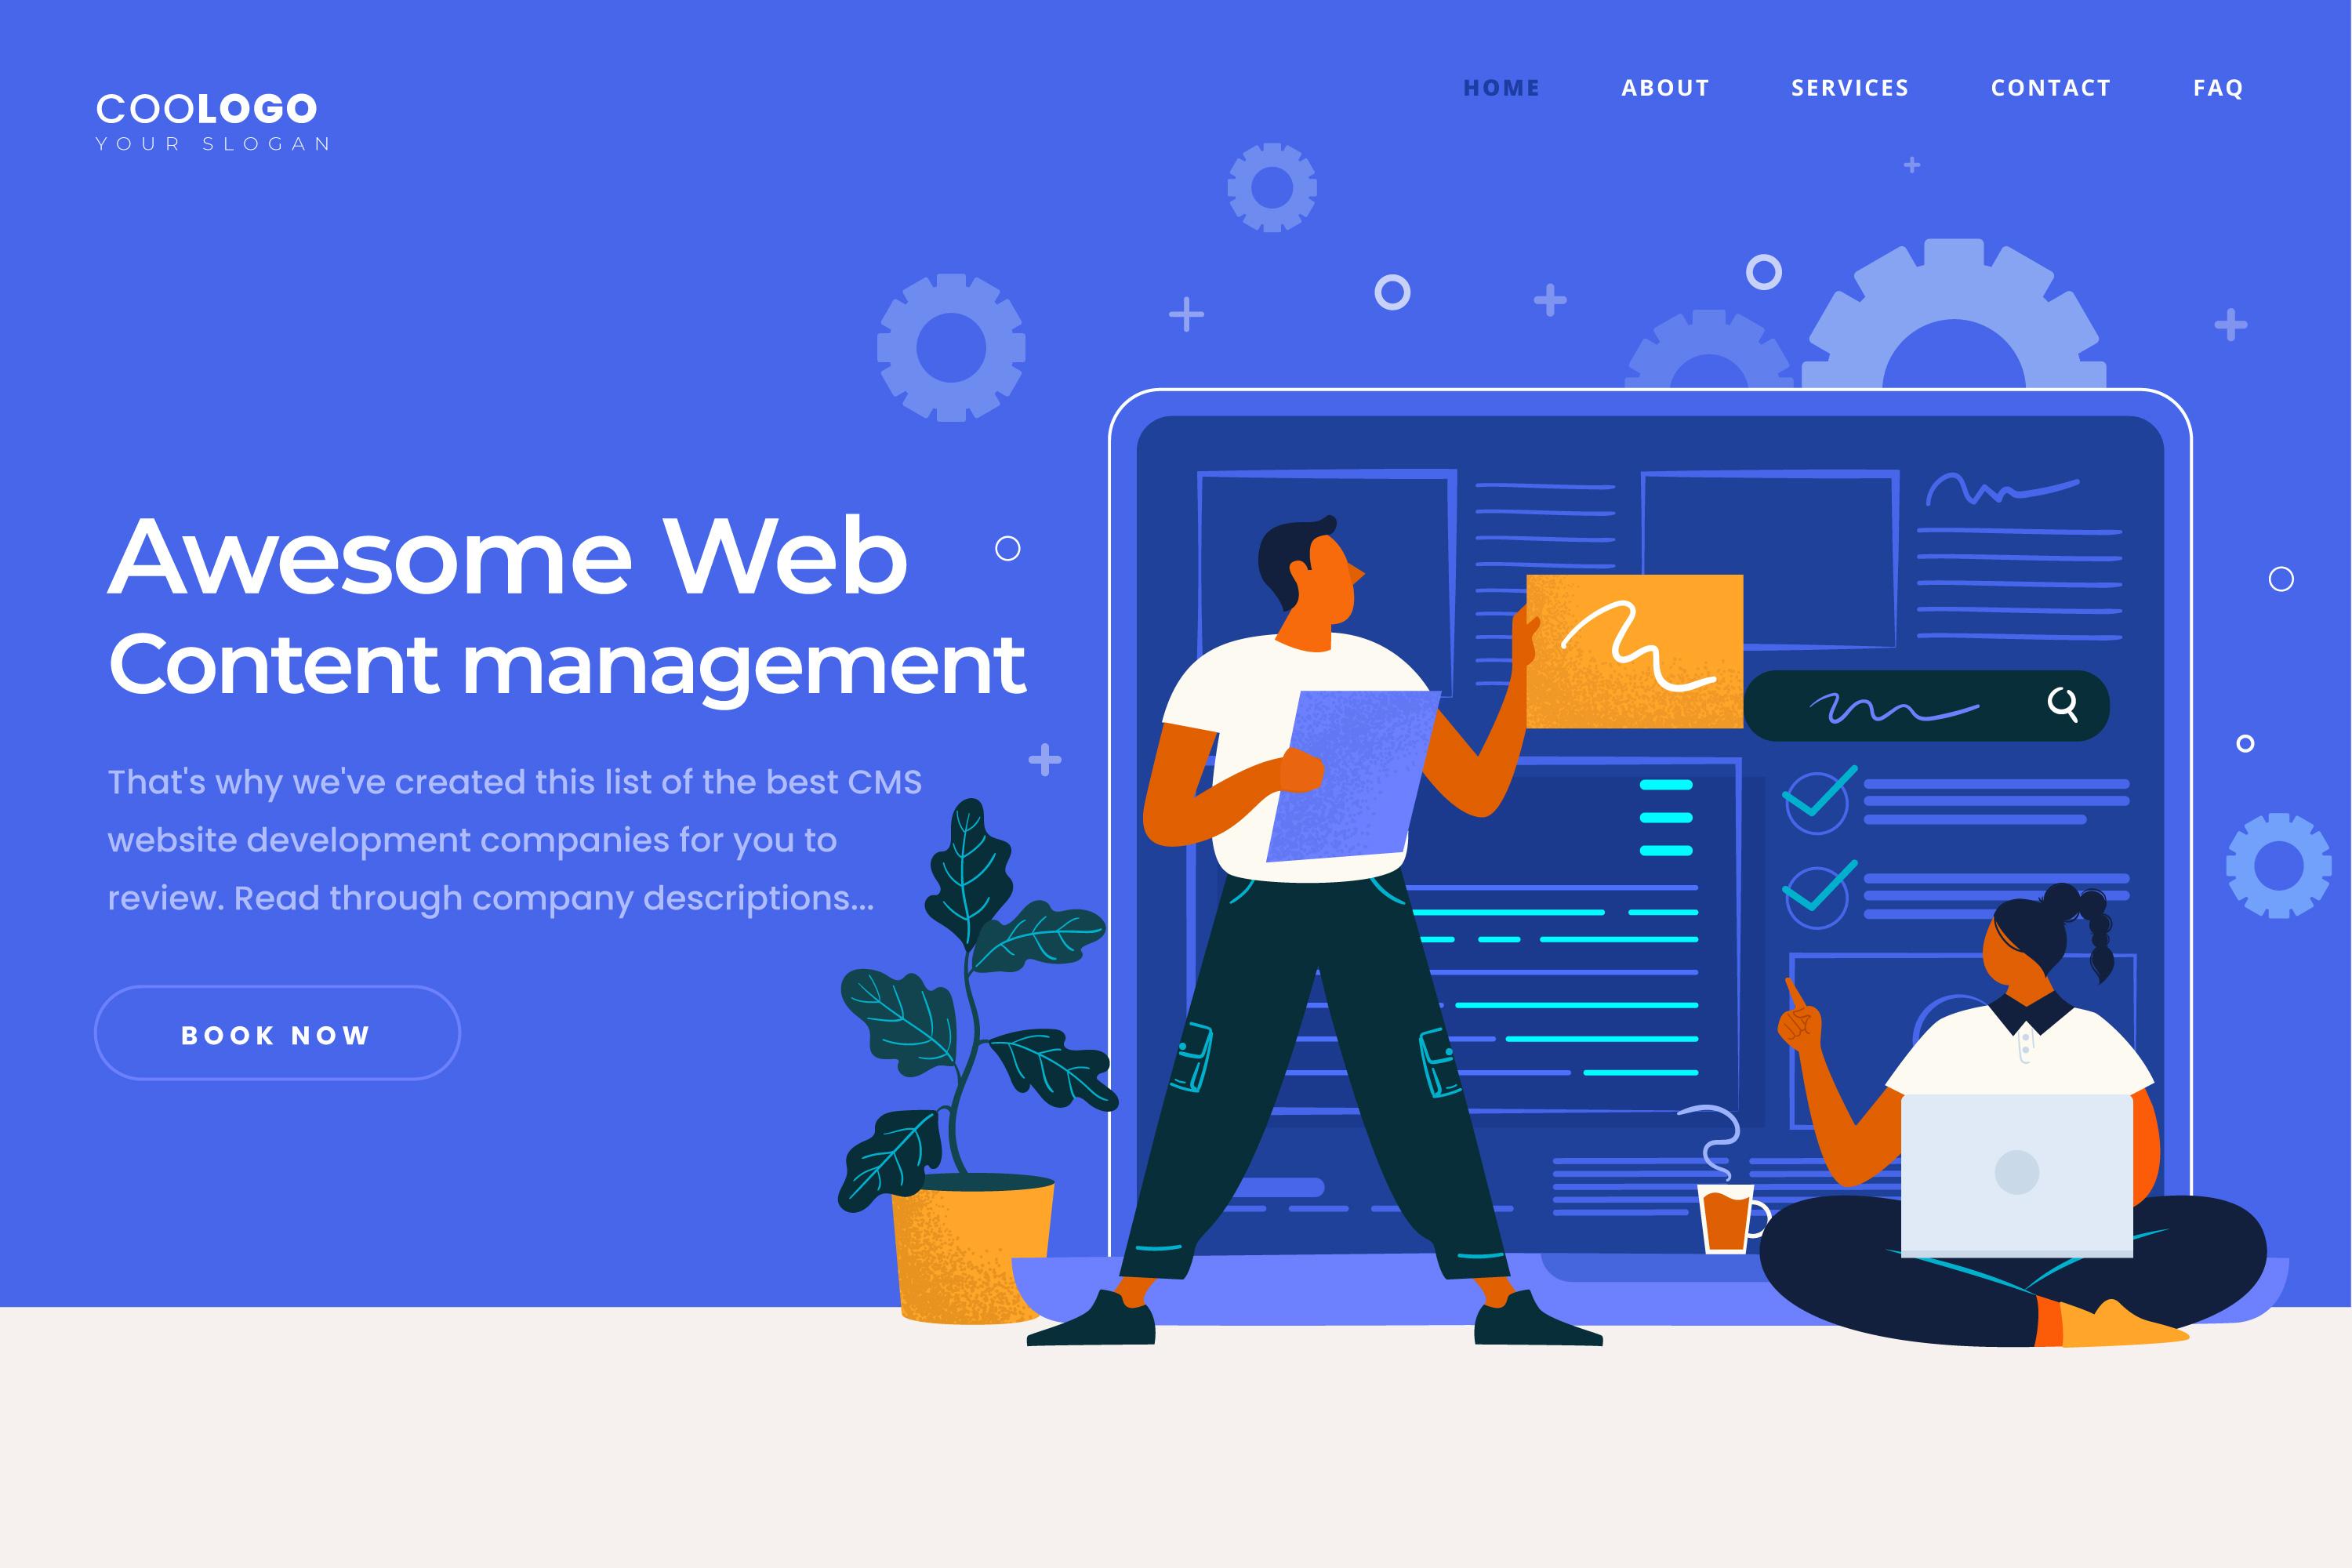 COOLOGO
YOUR SLOGAN
HOME ABOUT SERVICES CONTACT FAQ
Awesome Web
Content management
That's why we've created this list of the best CMS
website development companies for you to
review. Read through company descriptions...
BOOK NOW